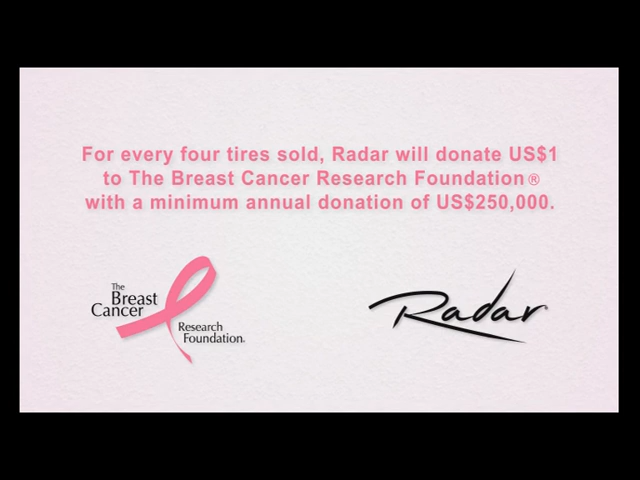 For every four tires sold, Radar will donate US$1
to The Breast Cancer Research Foundation®
with a minimum annual donation of US$250,000.
The
Breast
Cancer
Research
Foundation®
Radar